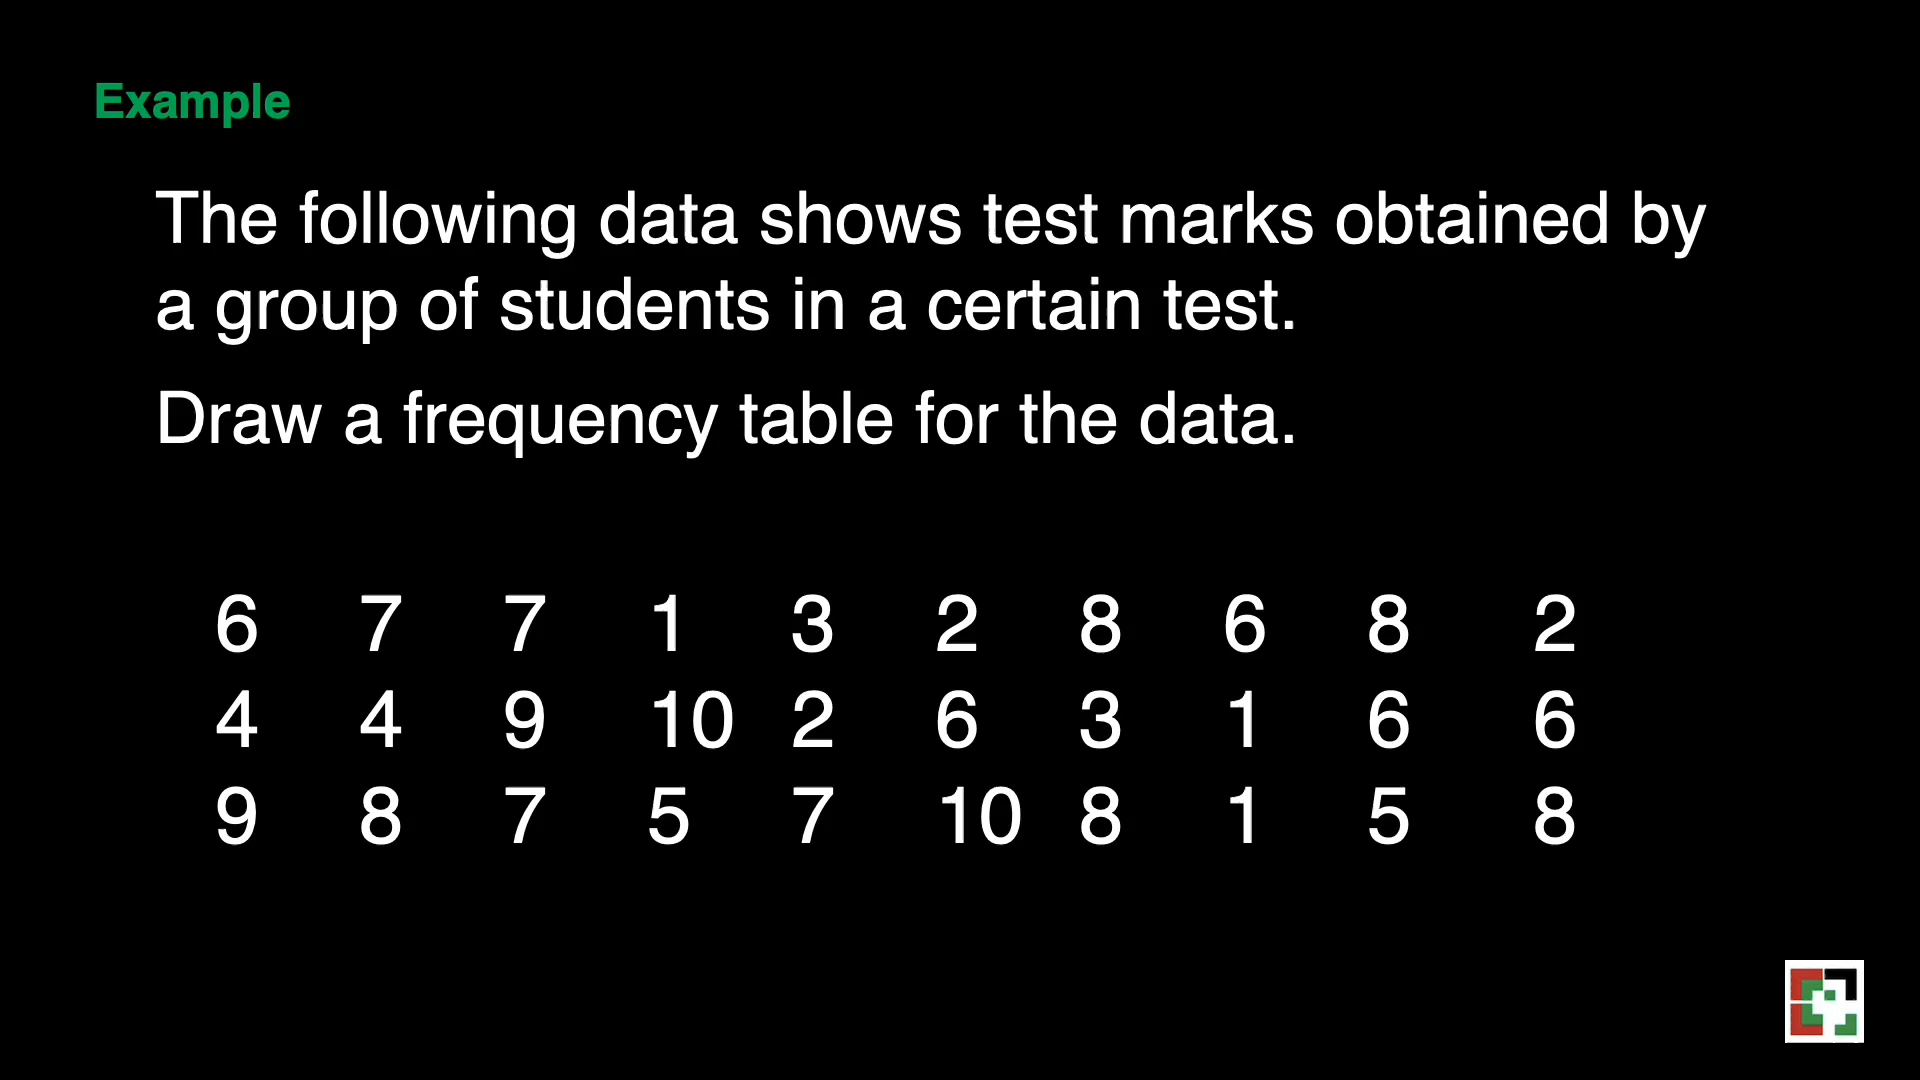 Example
The following data shows test marks obtained by
a group of students in a certain test.
Draw a frequency table for the data.
6 7 7 1 3 2 8 6 8 2
4 4 9 10 2 6 3 1 6 6
9 8 7 5 7 10 8 1 5 8